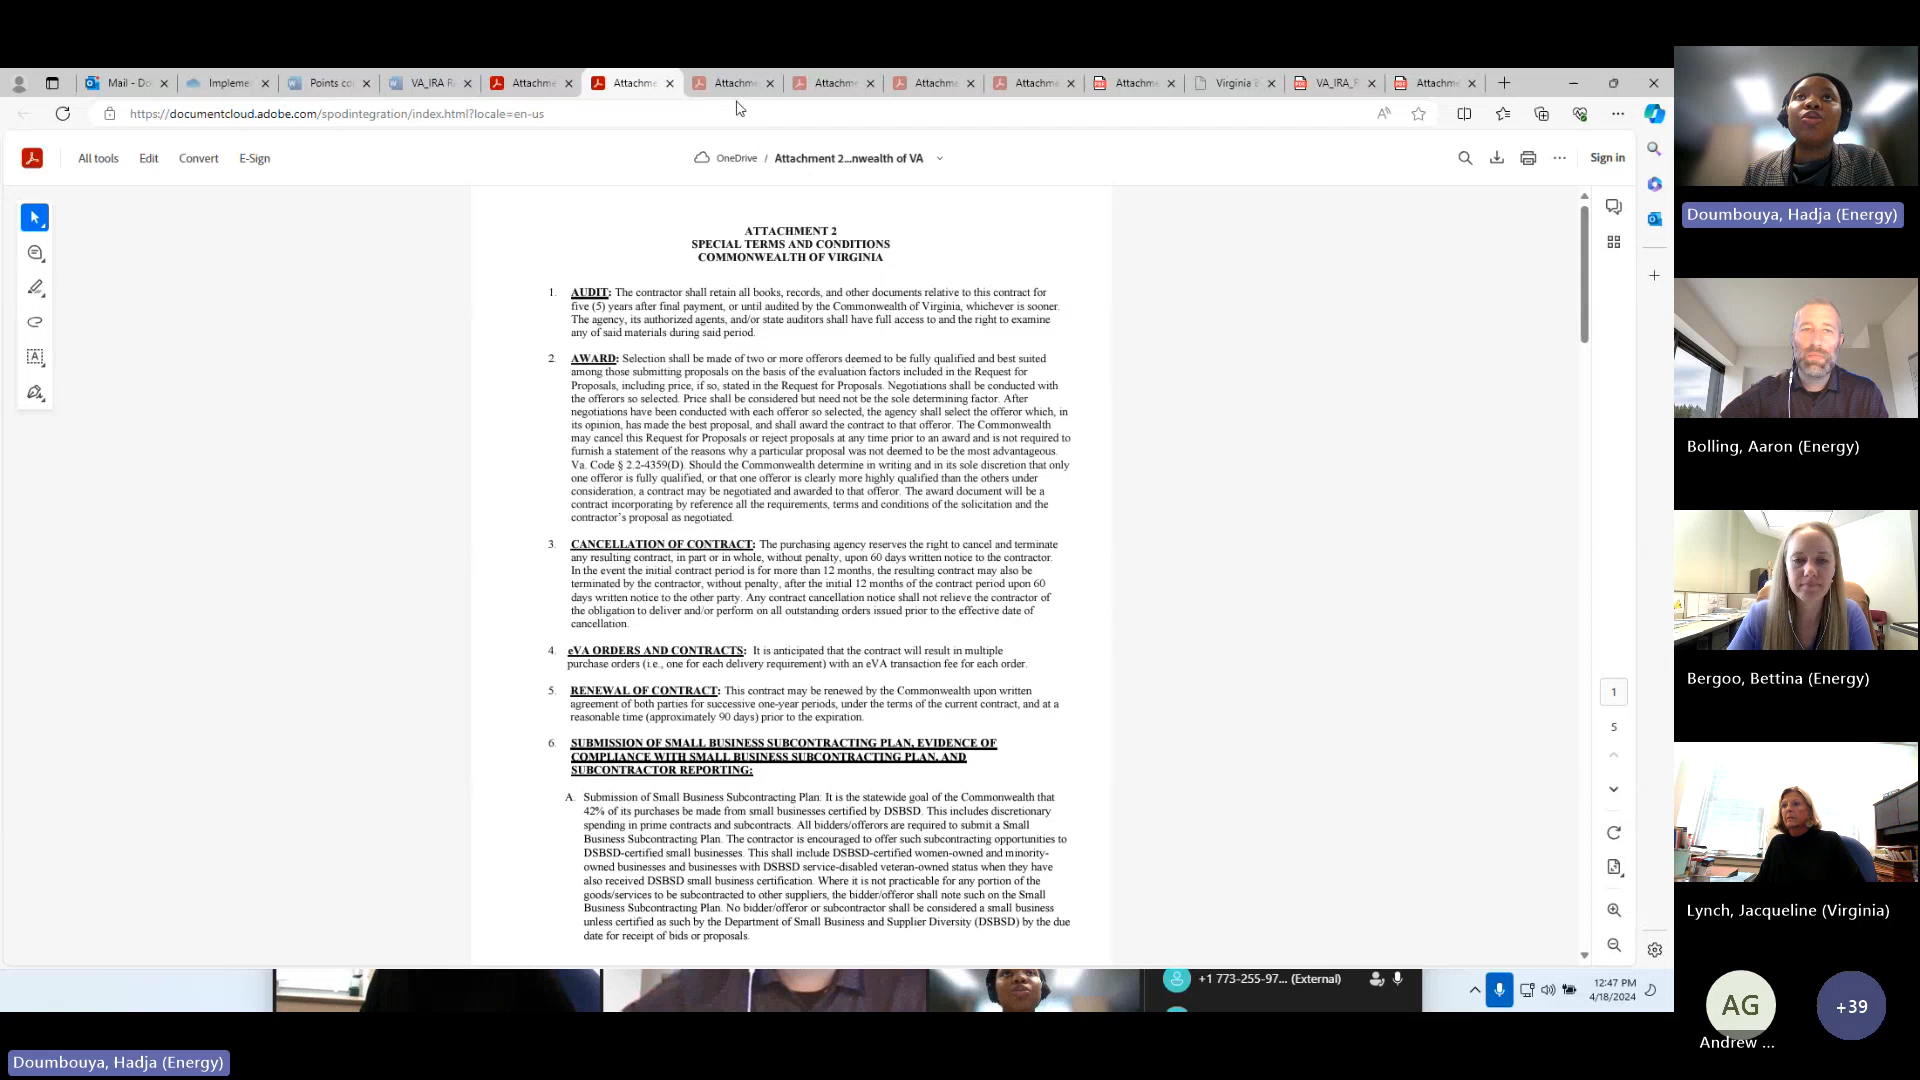 Mail - Do
Impleme
Points co
VA_IRA R
Attachme
Attachme
Attachme
Attachme
Attachme
Attachme
Attachme
Virginia E
VA_IRA_F
Attachme
https://documentcloud.adobe.com/spodintegration/index.html?locale=en-us
All tools
Edit
Convert
E-Sign
OneDrive / Attachment 2...nwealth of VA
Sign in
ATTACHMENT 2
SPECIAL TERMS AND CONDITIONS
COMMONWEALTH OF VIRGINIA
1. AUDIT: The contractor shall retain all books, records, and other documents relative to this contract for
five (5) years after final payment, or until audited by the Commonwealth of Virginia, whichever is sooner.
The agency, its authorized agents, and/or state auditors shall have full access to and the right to examine
any of said materials during said period.
2. AWARD: Selection shall be made of two or more offerors deemed to be fully qualified and best suited
among those submitting proposals on the basis of the evaluation factors included in the Request for
Proposals, including price, if so, stated in the Request for Proposals. Negotiations shall be conducted with
the offerors so selected. Price shall be considered but need not be the sole determining factor. After
negotiations have been conducted with each offeror so selected, the agency shall select the offeror which, in
its opinion, has made the best proposal, and shall award the contract to that offeror. The Commonwealth
may cancel this Request for Proposals or reject proposals at any time prior to an award and is not required to
furnish a statement of the reasons why a particular proposal was not deemed to be the most advantageous.
Va. Code § 2.2-4359(D). Should the Commonwealth determine in writing and in its sole discretion that only
one offeror is fully qualified, or that one offeror is clearly more highly qualified than the others under
consideration, a contract may be negotiated and awarded to that offeror. The award document will be a
contract incorporating by reference all the requirements, terms and conditions of the solicitation and the
contractor's proposal as negotiated.
3. CANCELLATION OF CONTRACT: The purchasing agency reserves the right to cancel and terminate
any resulting contract, in part or in whole, without penalty, upon 60 days written notice to the contractor.
In the event the initial contract period is for more than 12 months, the resulting contract may also be
terminated by the contractor, without penalty, after the initial 12 months of the contract period upon 60
days written notice to the other party. Any contract cancellation notice shall not relieve the contractor of
the obligation to deliver and/or perform on all outstanding orders issued prior to the effective date of
cancellation.
4. eVA ORDERS AND CONTRACTS: It is anticipated that the contract will result in multiple
purchase orders (i.e., one for each delivery requirement) with an eVA transaction fee for each order.
5. RENEWAL OF CONTRACT: This contract may be renewed by the Commonwealth upon written
agreement of both parties for successive one-year periods, under the terms of the current contract, and at a
reasonable time (approximately 90 days) prior to the expiration.
6. SUBMISSION OF SMALL BUSINESS SUBCONTRACTING PLAN, EVIDENCE OF
COMPLIANCE WITH SMALL BUSINESS SUBCONTRACTING PLAN, AND
SUBCONTRACTOR REPORTING:
A. Submission of Small Business Subcontracting Plan: It is the statewide goal of the Commonwealth that
42% of its purchases be made from small businesses certified by DSBSD. This includes discretionary
spending in prime contracts and subcontracts. All bidders/offerors are required to submit a Small
Business Subcontracting Plan. The contractor is encouraged to offer such subcontracting opportunities to
DSBSD-certified small businesses. This shall include DSBSD-certified women-owned and minority-
owned businesses and businesses with DSBSD service-disabled veteran-owned status when they have
also received DSBSD small business certification. Where it is not practicable for any portion of the
goods/services to be subcontracted to other suppliers, the bidder/offeror shall note such on the Small
Business Subcontracting Plan. No bidder/offeror or subcontractor shall be considered a small business
unless certified as such by the Department of Small Business and Supplier Diversity (DSBSD) by the due
date for receipt of bids or proposals.
1
5
+1 773-255-97... (External)
12:47 PM
4/18/2024
Doumbouya, Hadja (Energy)
Bolling, Aaron (Energy)
Bergoo, Bettina (Energy)
Lynch, Jacqueline (Virginia)
AG
+39
Andrew ...
Doumbouya, Hadja (Energy)